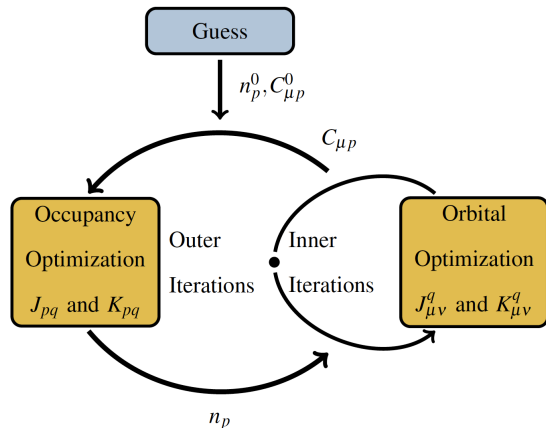 Guess
n_p^0, C_{μp}^0
C_{μp}
Occupancy
Optimization
J_{pq} and K_{pq}
Outer
Iterations
Inner
Iterations
Orbital
Optimization
J_{μν}^q and K_{μν}^q
n_p